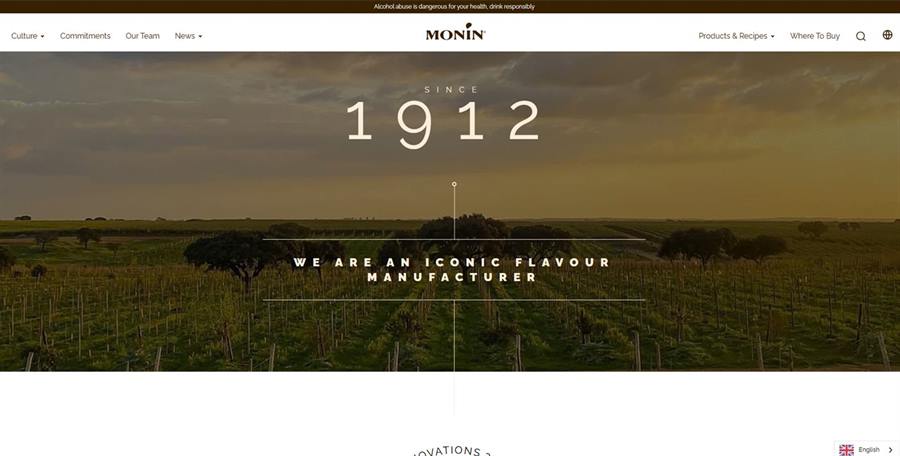 Alcohol abuse is dangerous for your health, drink responsibly
Culture
Commitments
Our Team
News
MONIN
Products & Recipes
Where To Buy
SINCE
1912
WE ARE AN ICONIC FLAVOUR
MANUFACTURER
English